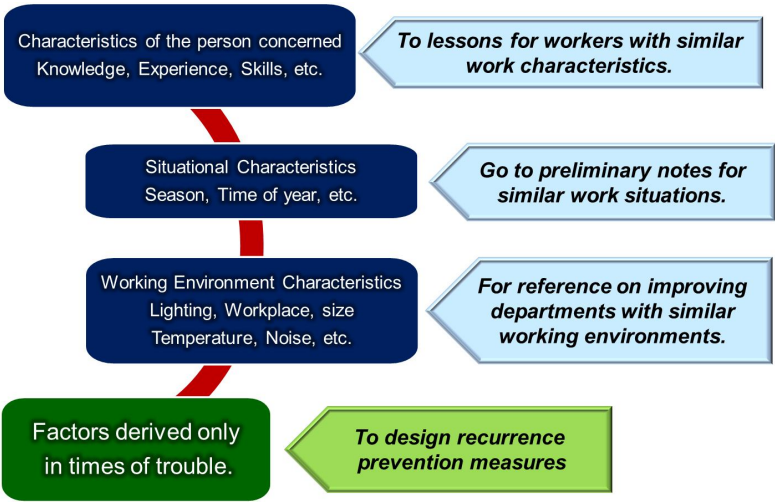 Characteristics of the person concerned
Knowledge, Experience, Skills, etc.
To lessons for workers with similar
work characteristics.
Situational Characteristics
Season, Time of year, etc.
Go to preliminary notes for
similar work situations.
Working Environment Characteristics
Lighting, Workplace, size
Temperature, Noise, etc.
For reference on improving
departments with similar
working environments.
Factors derived only
in times of trouble.
To design recurrence
prevention measures